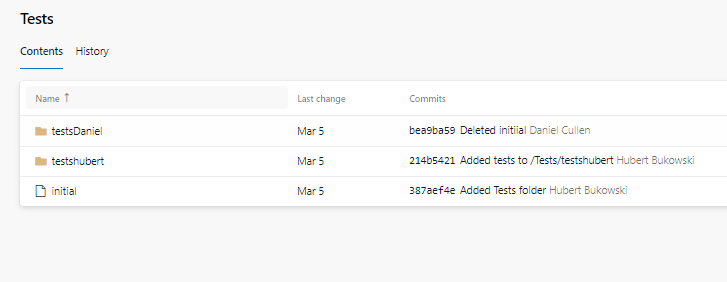 Tests
Contents History
Name ↑ Last change Commits
testsDaniel Mar 5 bea9ba59 Deleted initiial Daniel Cullen
testshubert Mar 5 214b5421 Added tests to /Tests/testshubert Hubert Bukowski
initial Mar 5 387aef4e Added Tests folder Hubert Bukowski